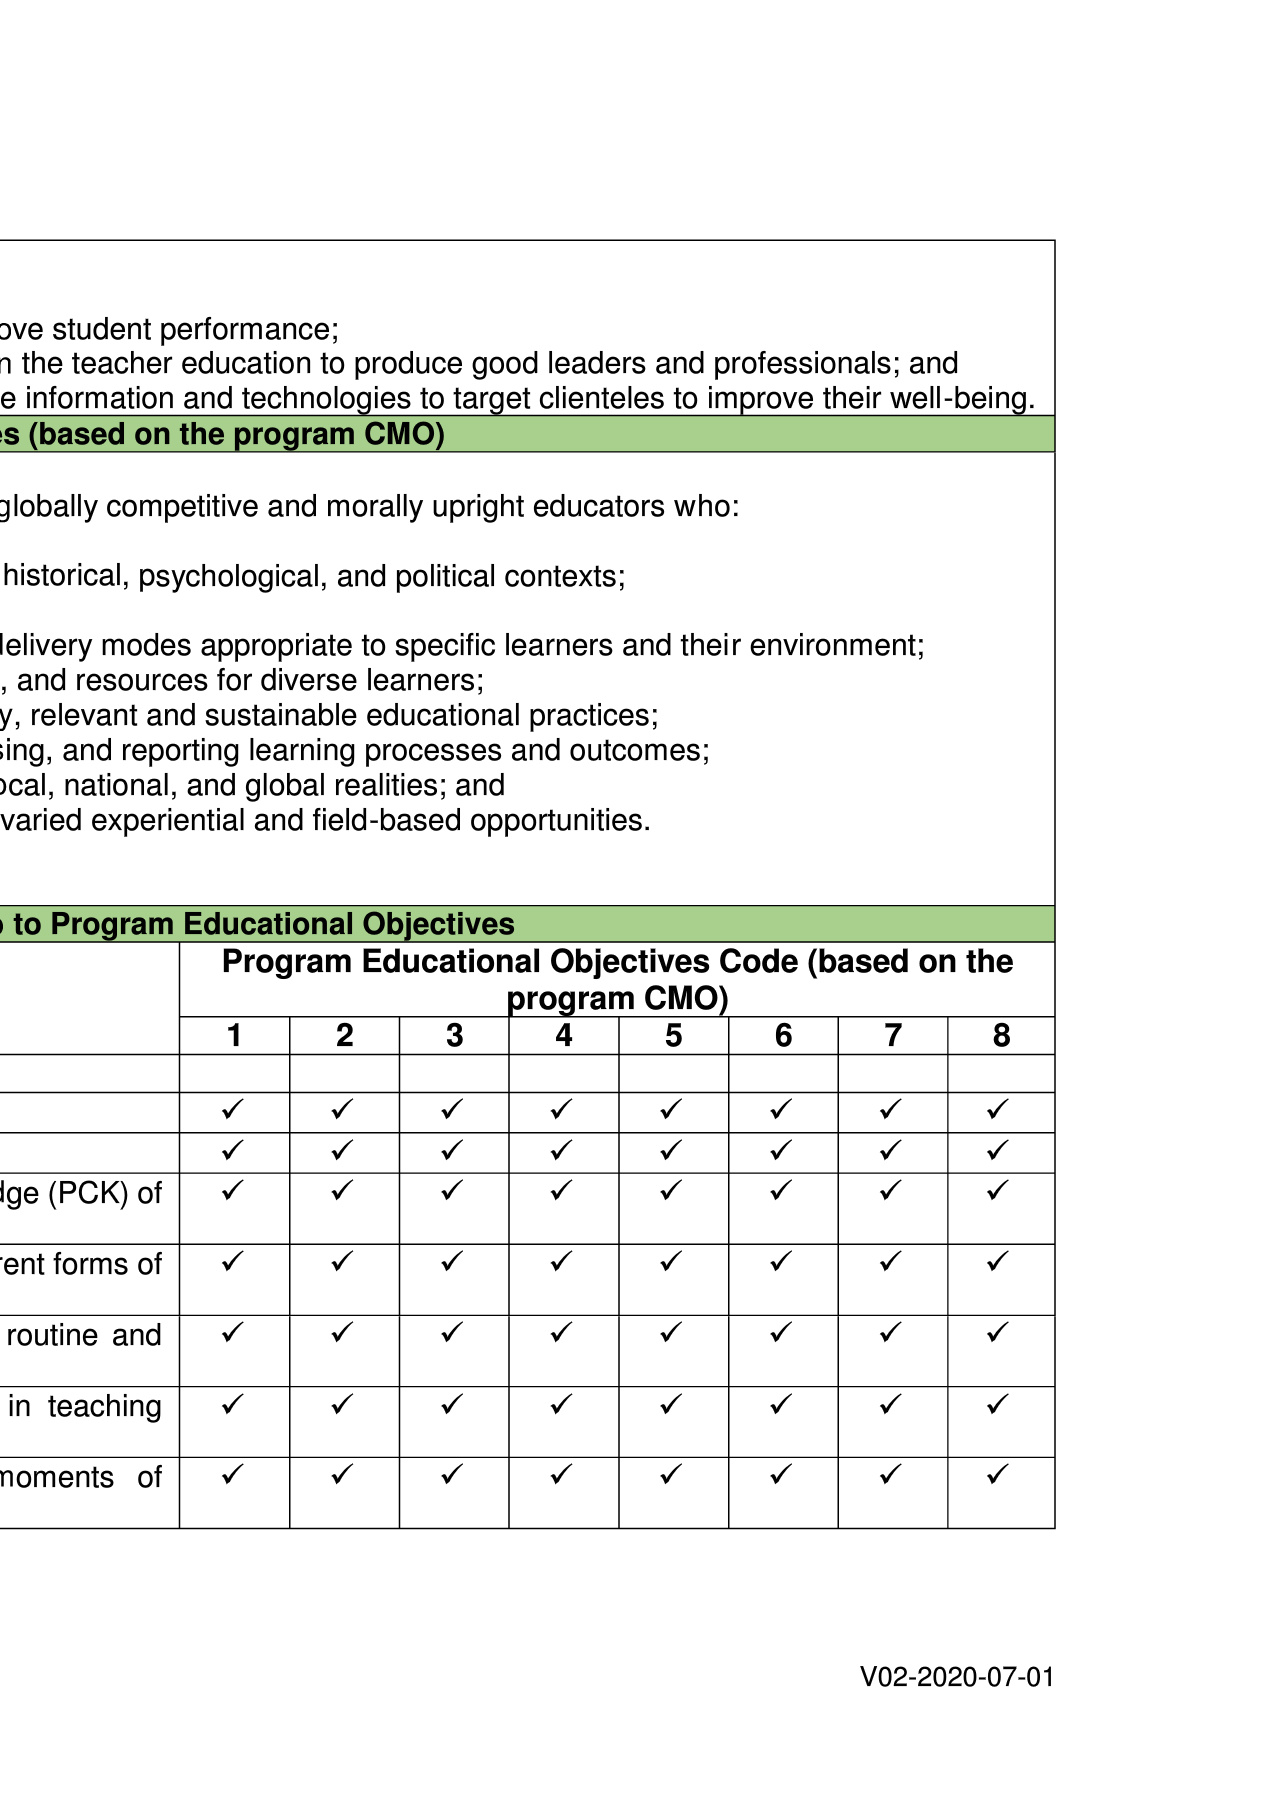 ove student performance;
n the teacher education to produce good leaders and professionals; and
e information and technologies to target clienteles to improve their well-being.
es (based on the program CMO)
globally competitive and morally upright educators who:
historical, psychological, and political contexts;
delivery modes appropriate to specific learners and their environment;
, and resources for diverse learners;
y, relevant and sustainable educational practices;
sing, and reporting learning processes and outcomes;
ocal, national, and global realities; and
varied experiential and field-based opportunities.
to Program Educational Objectives
Program Educational Objectives Code (based on the
program CMO)
1 2 3 4 5 6 7 8
✓ ✓ ✓ ✓ ✓ ✓ ✓ ✓
✓ ✓ ✓ ✓ ✓ ✓ ✓ ✓
dge (PCK) of ✓ ✓ ✓ ✓ ✓ ✓ ✓ ✓
rent forms of ✓ ✓ ✓ ✓ ✓ ✓ ✓ ✓
routine and ✓ ✓ ✓ ✓ ✓ ✓ ✓ ✓
in teaching ✓ ✓ ✓ ✓ ✓ ✓ ✓ ✓
moments of ✓ ✓ ✓ ✓ ✓ ✓ ✓ ✓
V02-2020-07-01